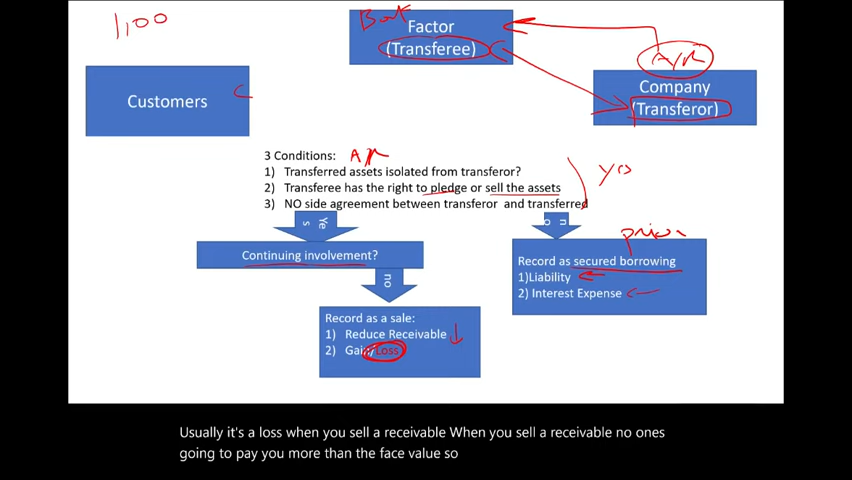 1,00
Bank
Factor
(Transferee)
A/R
Company
(Transferor)
Customers
3 Conditions: A/R
1) Transferred assets isolated from transferor?
2) Transferee has the right to pledge or sell the assets
3) NO side agreement between transferor and transferred
yes
Yes
no
prior
Continuing involvement?
Record as secured borrowing
1)Liability
2) Interest Expense
no
Record as a sale:
1) Reduce Receivable
2) Gain/Loss
Usually it's a loss when you sell a receivable When you sell a receivable no ones
going to pay you more than the face value so